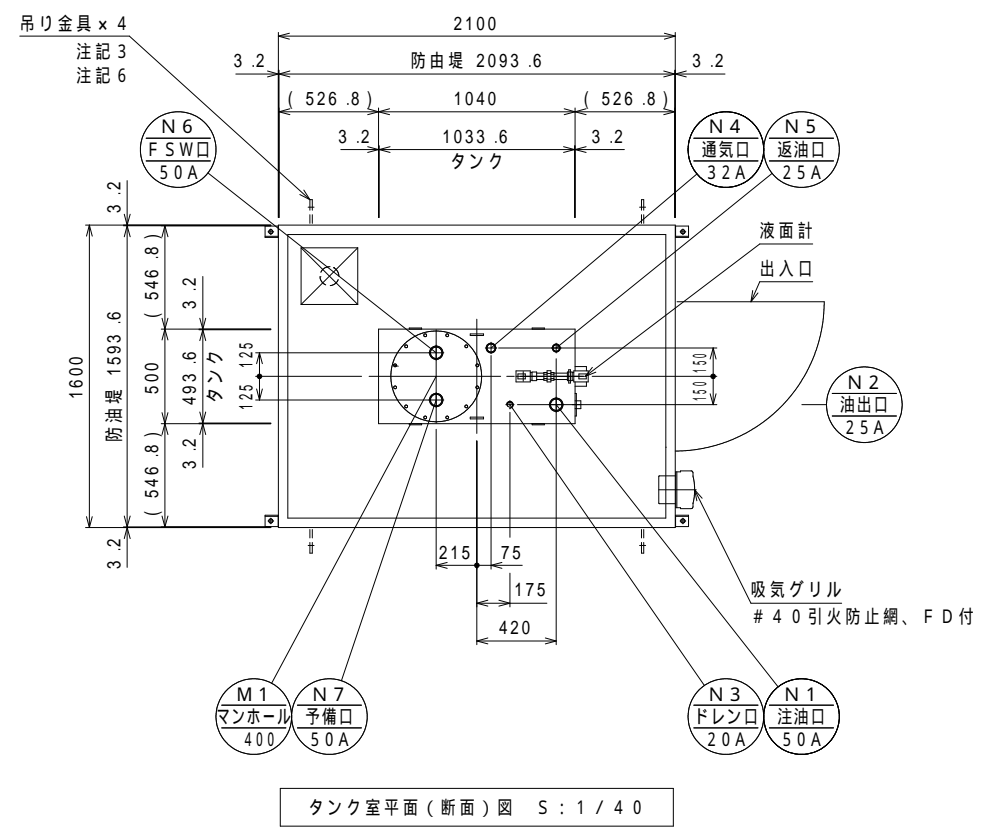 吊り金具×4
注記3
注記6
2100
3.2
防由堤 2093.6
3.2
(526.8)
1040
(526.8)
3.2
1033.6
3.2
タンク
N6
FSW口
50A
N4
通気口
32A
N5
返油口
25A
液面計
出入口
3.2
(546.8)
3.2
1600
防油堤 1593.6
500
493.6
タンク
125
125
150
150
(546.8)
3.2
3.2
N2
油出口
25A
215
75
175
420
吸気グリル
#40引火防止網、FD付
M1
マンホール
400
N7
予備口
50A
N3
ドレン口
20A
N1
注油口
50A
タンク室平面(断面)図 S:1/40